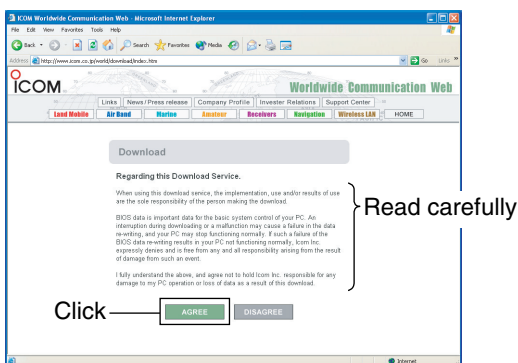 ICOM Worldwide Communication Web - Microsoft Internet Explorer
File Edit View Favorites Tools Help
Back Search Favorites Media
Address http://www.icom.co.jp/world/download/index.htm Go Links »
ICOM
Worldwide Communication Web
Links News/Press release Company Profile Invester Relations Support Center
Land Mobile Air Band Marine Amateur Receivers Navigation Wireless LAN HOME
Download
Regarding this Download Service.
When using this download service, the implementation, use and/or results of use
are the sole responsibility of the person making the download.
BIOS data is important data for the basic system control of your PC. An
interruption during downloading or a malfunction may cause a failure in the data
re-writing, and your PC may stop functioning normally. If such a failure of the
BIOS data re-writing results in your PC not functioning normally, Icom Inc.
expressly denies and is free from any and all responsibility arising from the result
of damage from such an event.
I fully understand the above, and agree not to hold Icom Inc. responsible for any
damage to my PC operation or loss of data as a result of this download.
Read carefully
Click
AGREE DISAGREE
Internet